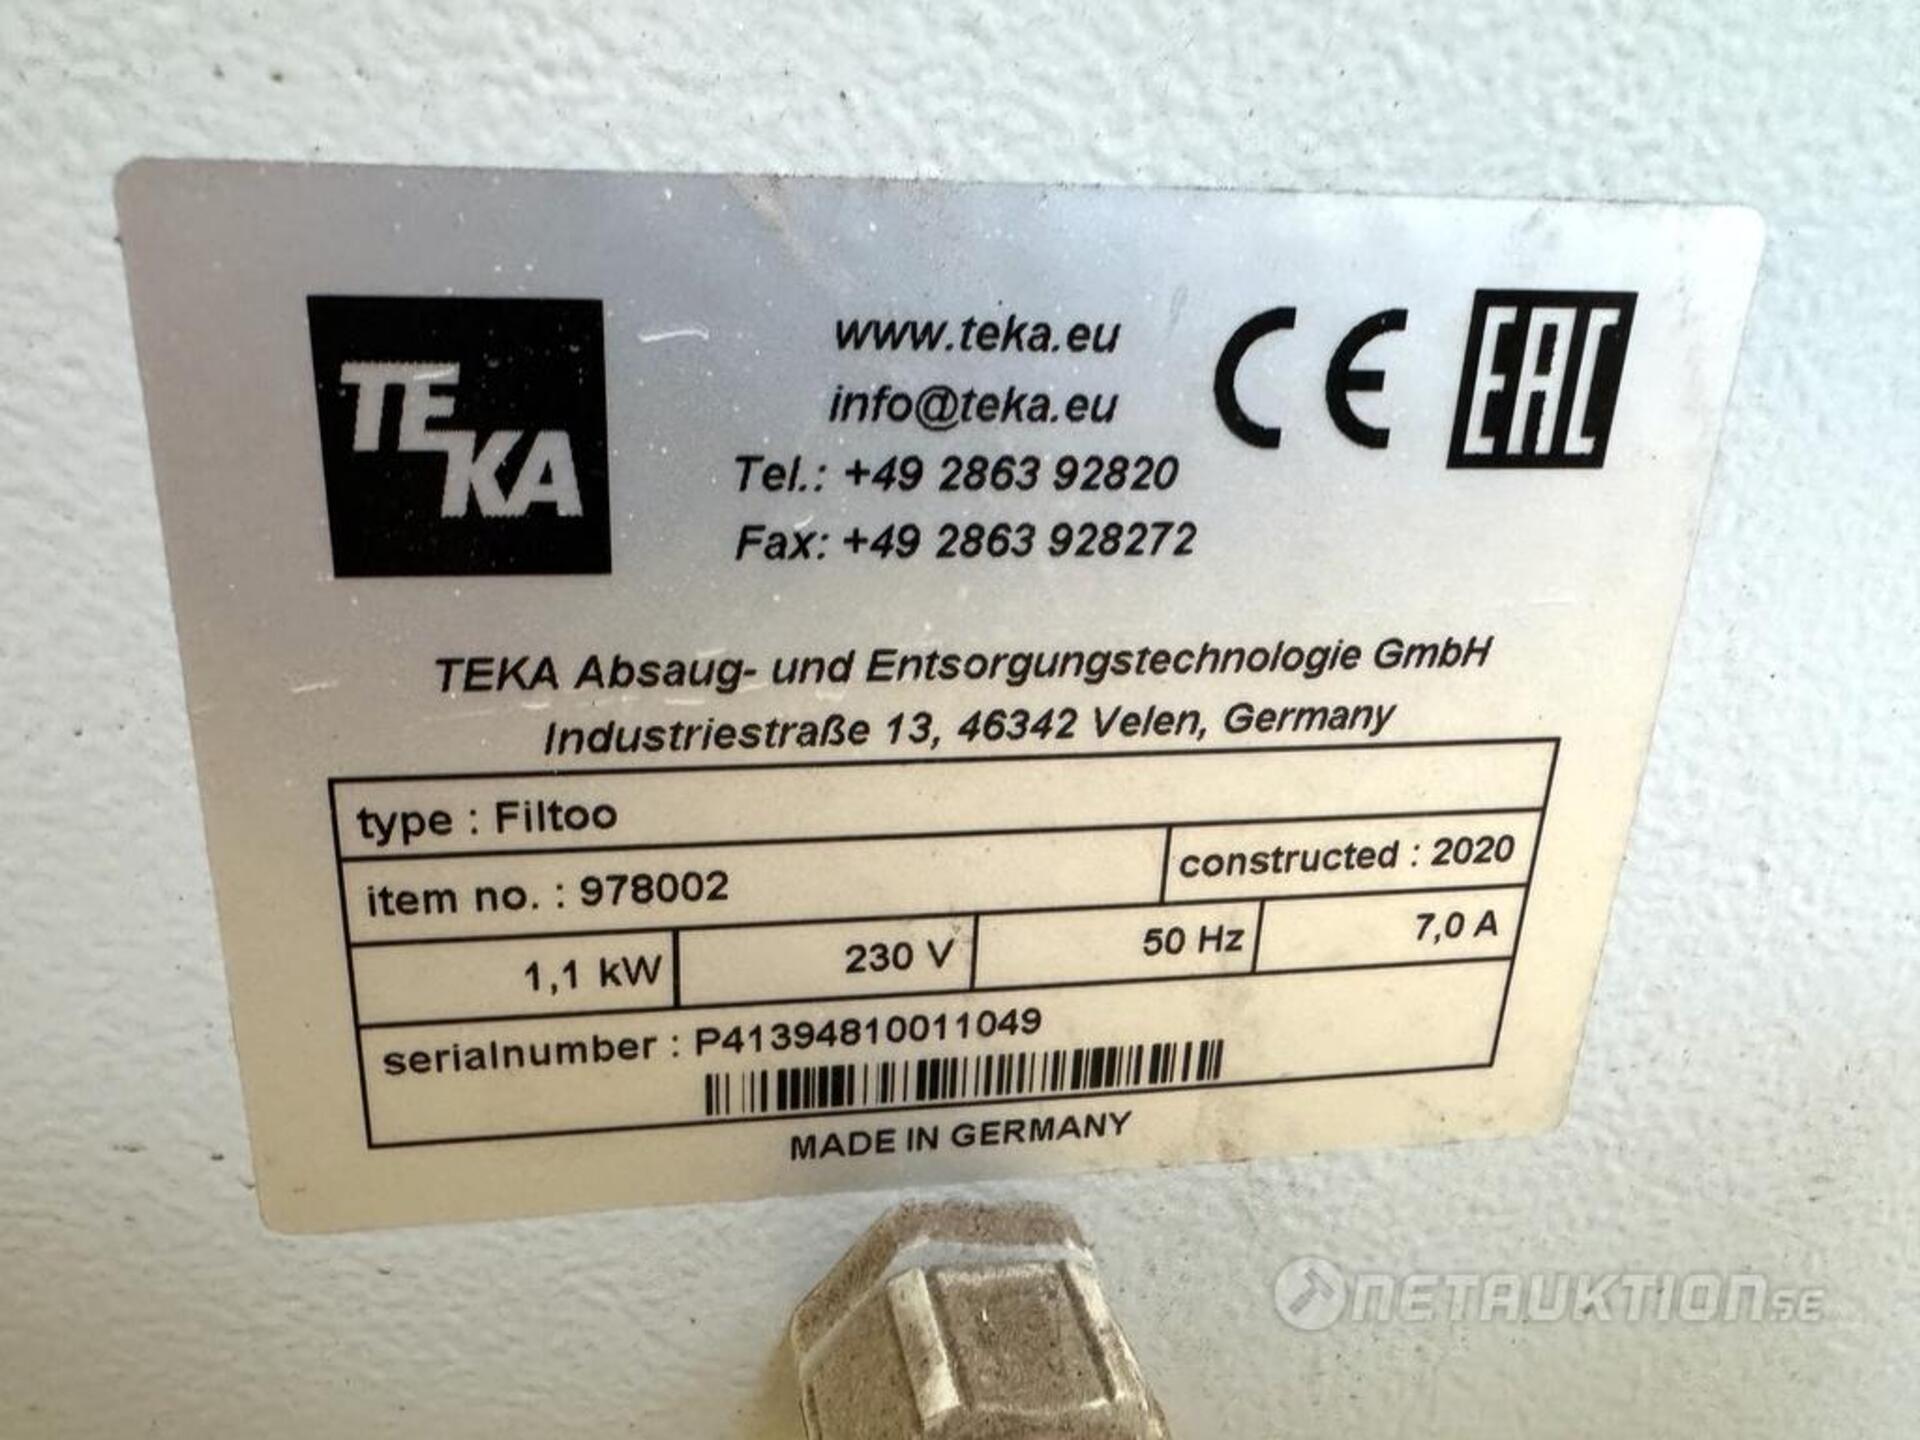 TEKA
www.teka.eu
info@teka.eu
Tel.: +49 2863 92820
Fax: +49 2863 928272
CE EAC
TEKA Absaug- und Entsorgungstechnologie GmbH
Industriestraße 13, 46342 Velen, Germany
type : Filtoo
item no. : 978002 constructed : 2020
1,1 kW 230 V 50 Hz 7,0 A
serialnumber : P41394810011049
MADE IN GERMANY
NETAUKTION.SE